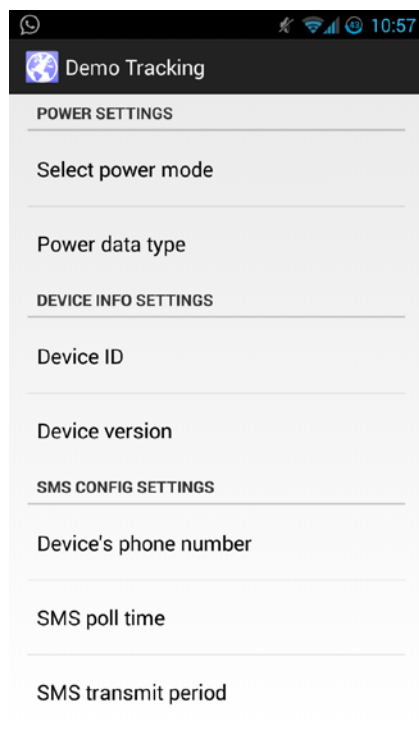 43 10:57
Demo Tracking
POWER SETTINGS
Select power mode
Power data type
DEVICE INFO SETTINGS
Device ID
Device version
SMS CONFIG SETTINGS
Device's phone number
SMS poll time
SMS transmit period